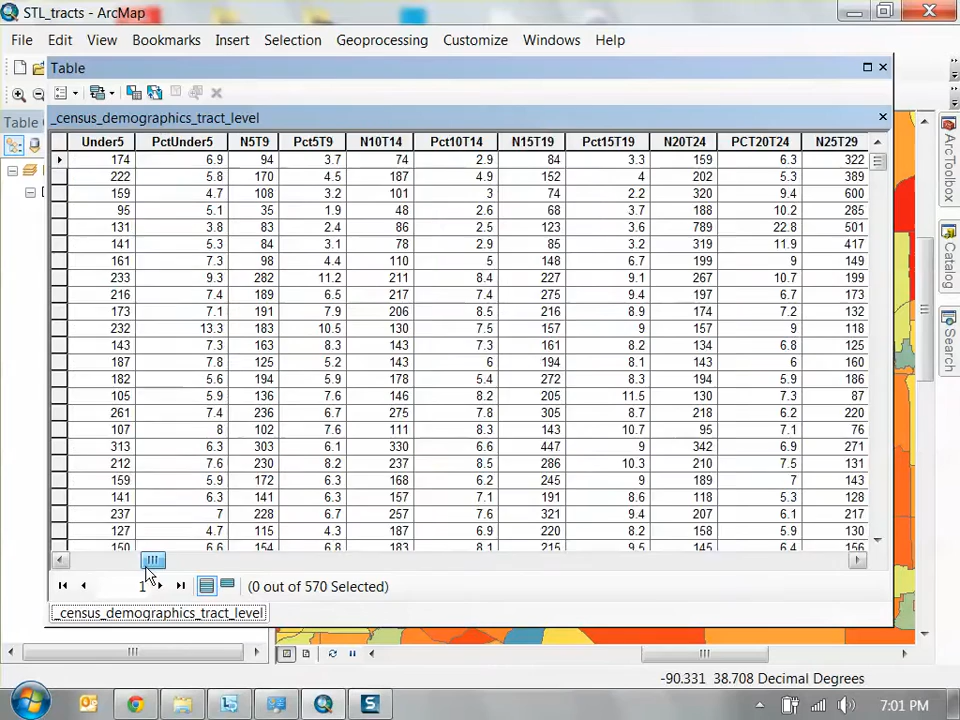 STL_tracts - ArcMap
File Edit View Bookmarks Insert Selection Geoprocessing Customize Windows Help
Table
Table
_census_demographics_tract_level
Under5 PctUnder5 N5T9 Pct5T9 N10T14 Pct10T14 N15T19 Pct15T19 N20T24 PCT20T24 N25T29
174 6.9 94 3.7 74 2.9 84 3.3 159 6.3 322
222 5.8 170 4.5 187 4.9 152 4 202 5.3 389
159 4.7 108 3.2 101 3 74 2.2 320 9.4 600
95 5.1 35 1.9 48 2.6 68 3.7 188 10.2 285
131 3.8 83 2.4 86 2.5 123 3.6 789 22.8 501
141 5.3 84 3.1 78 2.9 85 3.2 319 11.9 417
161 7.3 98 4.4 110 5 148 6.7 199 9 149
233 9.3 282 11.2 211 8.4 227 9.1 267 10.7 199
216 7.4 189 6.5 217 7.4 275 9.4 197 6.7 173
173 7.1 191 7.9 206 8.5 216 8.9 174 7.2 132
232 13.3 183 10.5 130 7.5 157 9 157 9 118
143 7.3 163 8.3 143 7.3 161 8.2 134 6.8 125
187 7.8 125 5.2 143 6 194 8.1 143 6 160
182 5.6 194 5.9 178 5.4 272 8.3 194 5.9 186
105 5.9 136 7.6 146 8.2 205 11.5 130 7.3 87
261 7.4 236 6.7 275 7.8 305 8.7 218 6.2 220
107 8 102 7.6 111 8.3 143 10.7 95 7.1 76
313 6.3 303 6.1 330 6.6 447 9 342 6.9 271
212 7.6 230 8.2 237 8.5 286 10.3 210 7.5 131
159 5.9 172 6.3 168 6.2 245 9 189 7 143
141 6.3 141 6.3 157 7.1 191 8.6 118 5.3 128
237 7 228 6.7 257 7.6 321 9.4 207 6.1 217
127 4.7 115 4.3 187 6.9 220 8.2 158 5.9 130
150 6.6 154 6.8 183 8.1 215 9.5 145 6.4 156
1 (0 out of 570 Selected)
_census_demographics_tract_level
ArcToolbox
Catalog
Search
-90.331 38.708 Decimal Degrees
7:01 PM